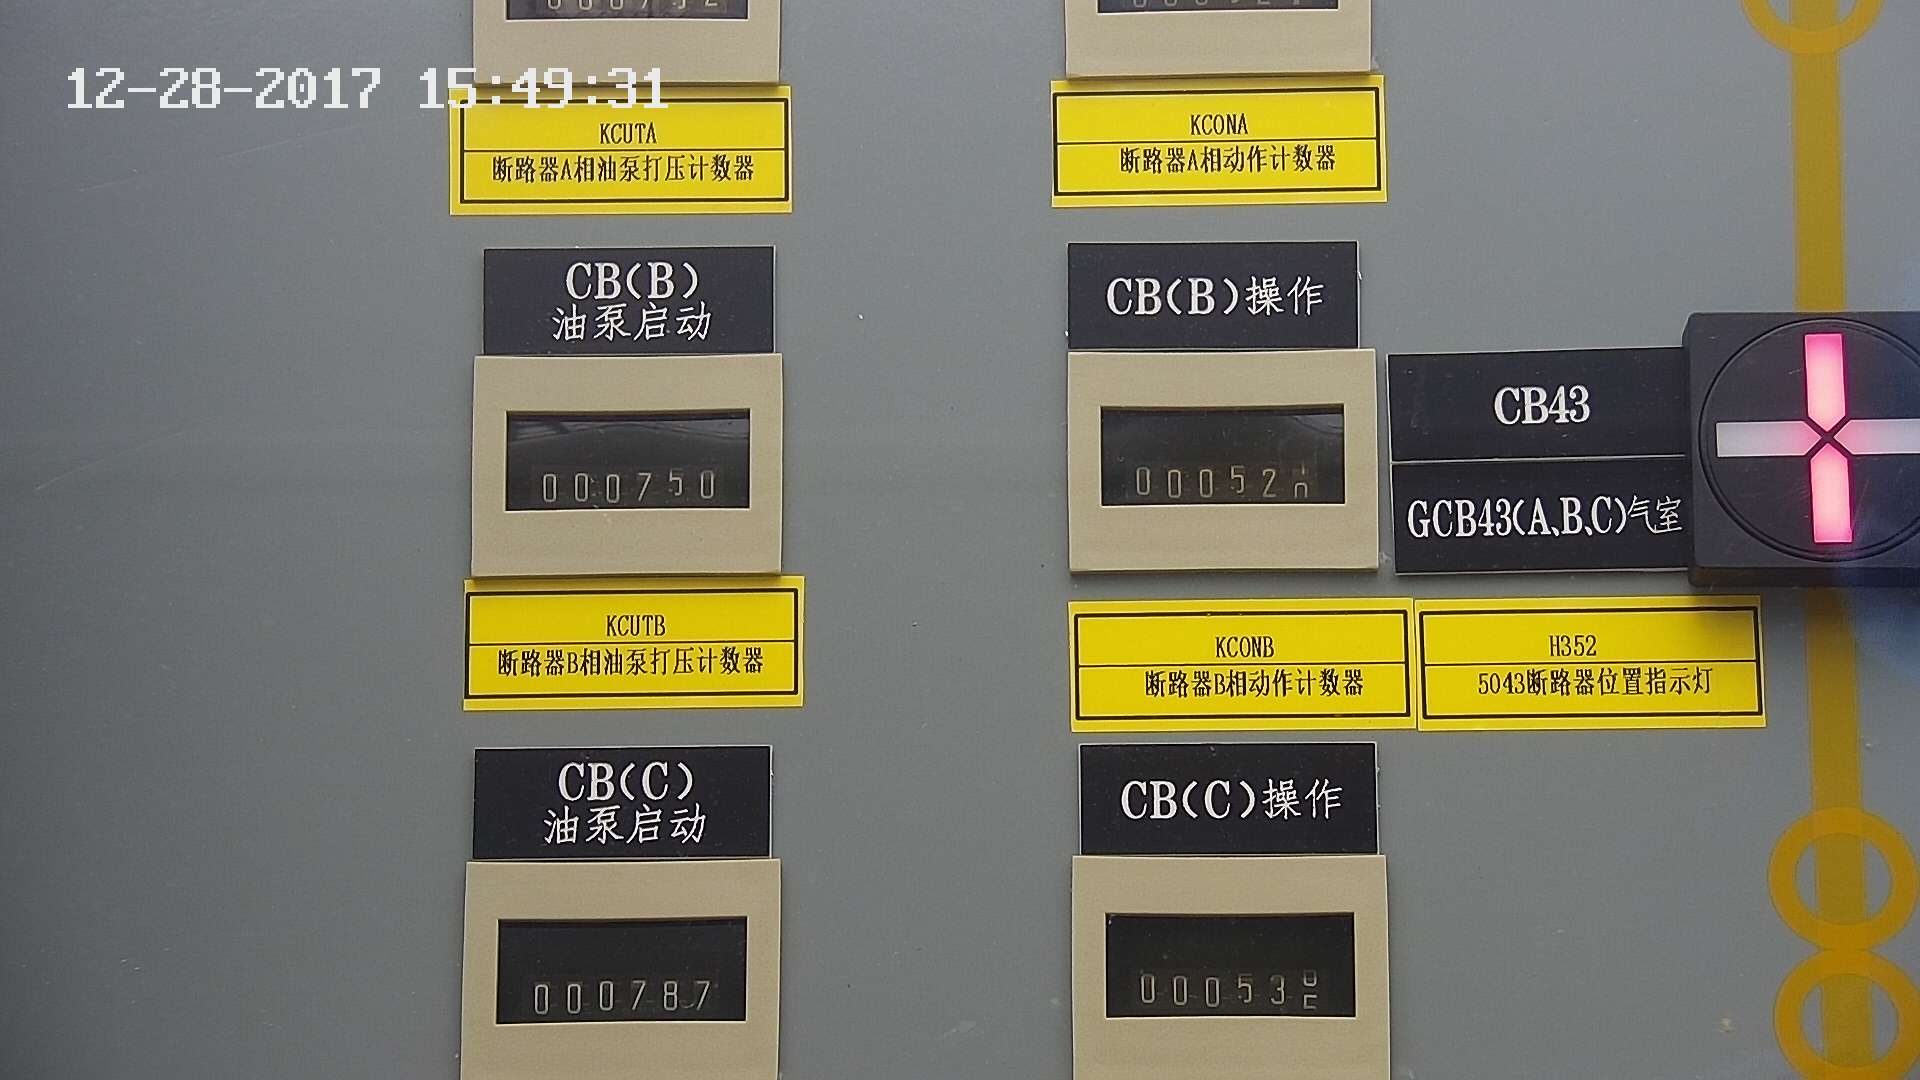 12-28-2017 15:49:31
KCUTA
断路器A相油泵打压计数器
KCONA
断路器A相动作计数器
CB(B)
油泵启动
CB(B)操作
000750
00052
CB43
GCB43(A、B、C)气室
KCUTB
断路器B相油泵打压计数器
KCONB
断路器B相动作计数器
H352
5043断路器位置指示灯
CB(C)
油泵启动
CB(C)操作
000787
00053